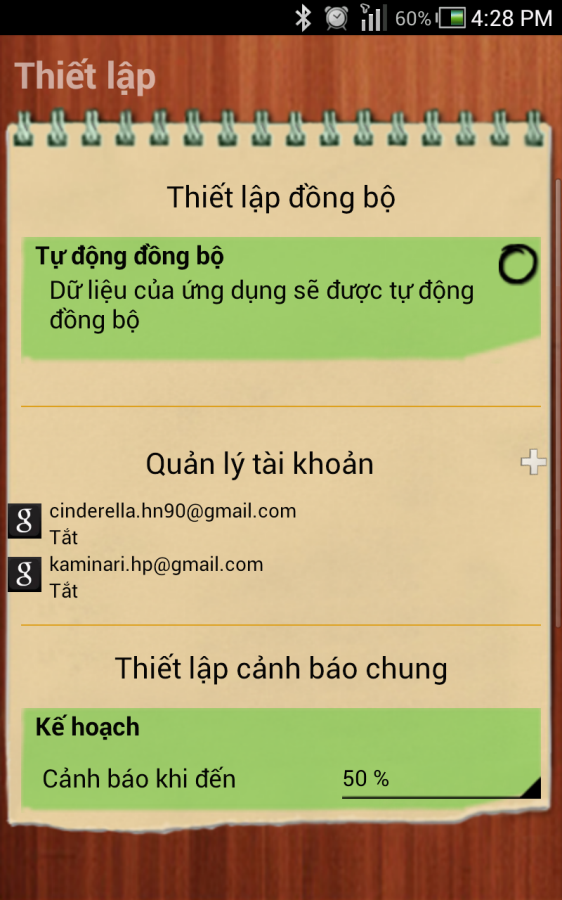 60% 4:28 PM
Thiết lập
Thiết lập đồng bộ
Tự động đồng bộ
Dữ liệu của ứng dụng sẽ được tự động
đồng bộ
Quản lý tài khoản
g cinderella.hn90@gmail.com
Tắt
g kaminari.hp@gmail.com
Tắt
Thiết lập cảnh báo chung
Kế hoạch
Cảnh báo khi đến 50 %